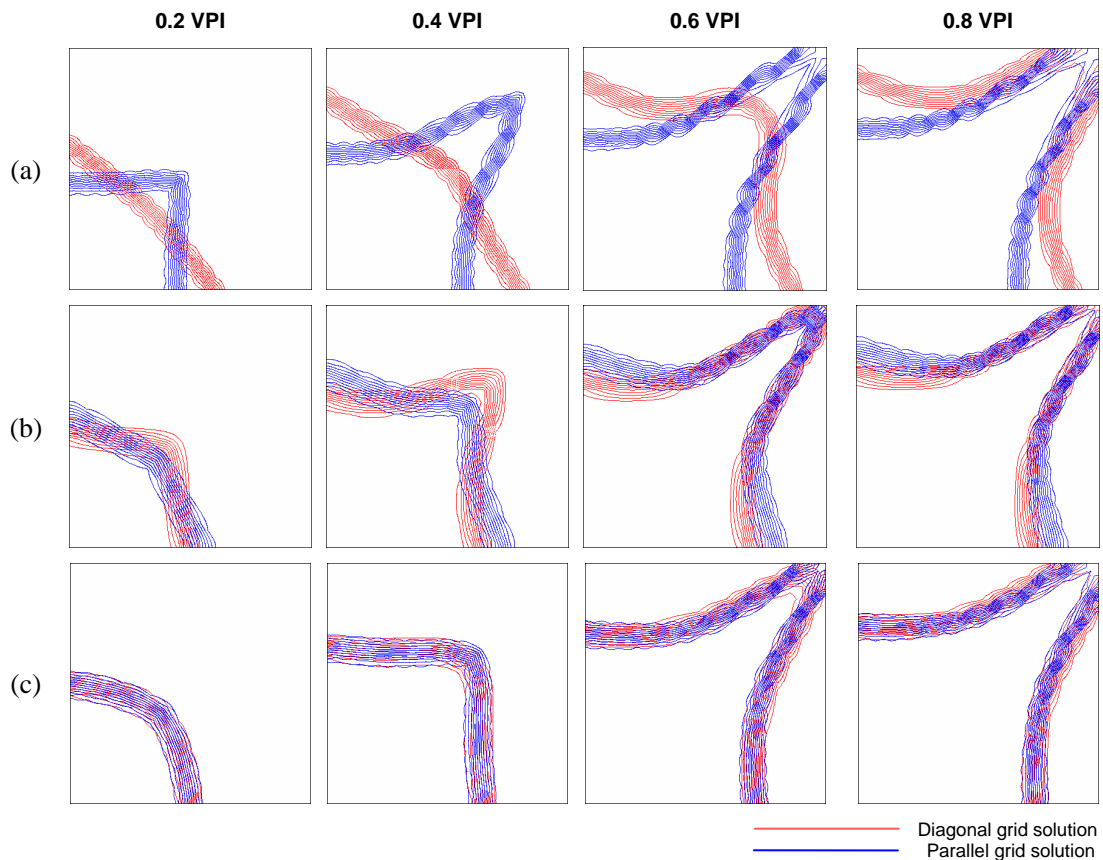 0.2 VPI 0.4 VPI 0.6 VPI 0.8 VPI
(a)
(b)
(c)
Diagonal grid solution
Parallel grid solution